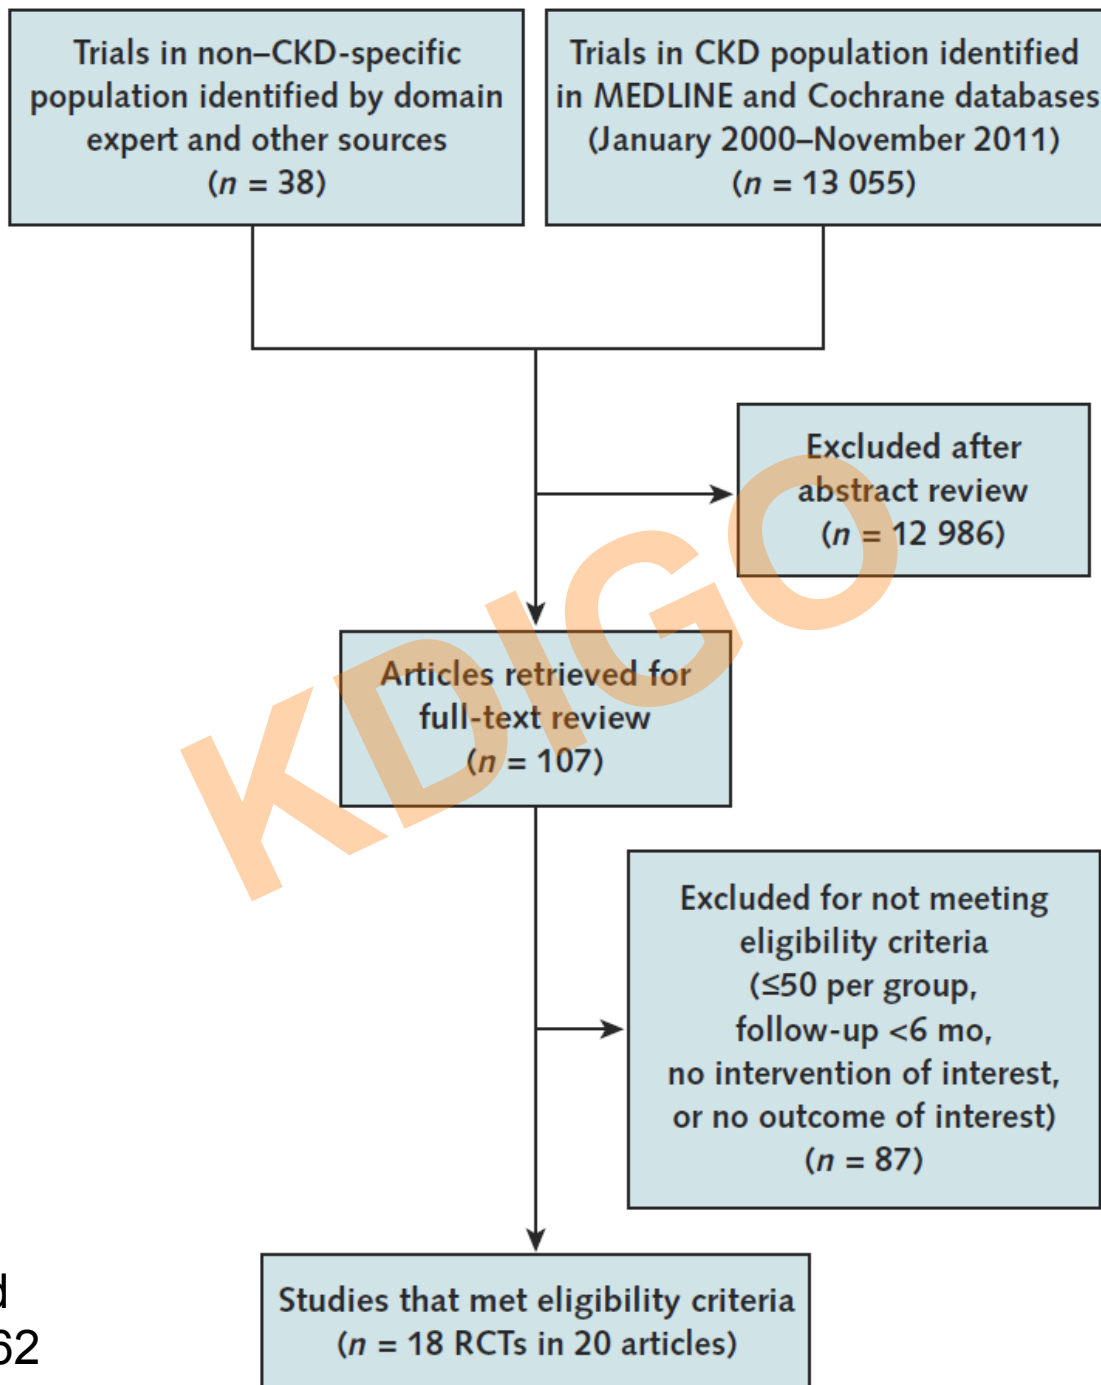 Trials in non–CKD-specific
population identified by domain
expert and other sources
(n = 38)
Trials in CKD population identified
in MEDLINE and Cochrane databases
(January 2000–November 2011)
(n = 13 055)
Excluded after
abstract review
(n = 12 986)
Articles retrieved for
full-text review
(n = 107)
KDIGO
Excluded for not meeting
eligibility criteria
(≤50 per group,
follow-up <6 mo,
no intervention of interest,
or no outcome of interest)
(n = 87)
Studies that met eligibility criteria
(n = 18 RCTs in 20 articles)
62